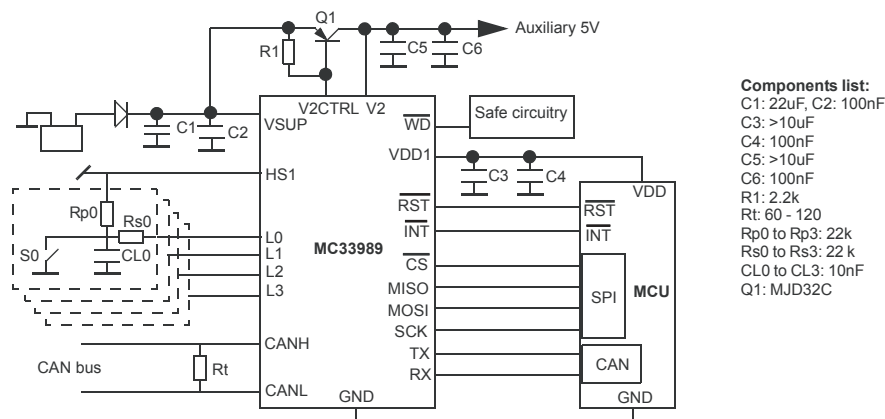 Q1
Auxiliary 5V
R1
C5
C6
V2CTRL
V2
C1
C2
VSUP
WD
Safe circuitry
VDD1
C3
C4
VDD
HS1
Rp0
Rs0
S0
CL0
L0
L1
L2
L3
MC33989
RST
RST
INT
INT
CS
MISO
MOSI
SCK
SPI
MCU
TX
RX
CAN
CANH
CAN bus
Rt
CANL
GND
GND
Components list:
C1: 22uF, C2: 100nF
C3: >10uF
C4: 100nF
C5: >10uF
C6: 100nF
R1: 2.2k
Rt: 60 - 120
Rp0 to Rp3: 22k
Rs0 to Rs3: 22 k
CL0 to CL3: 10nF
Q1: MJD32C